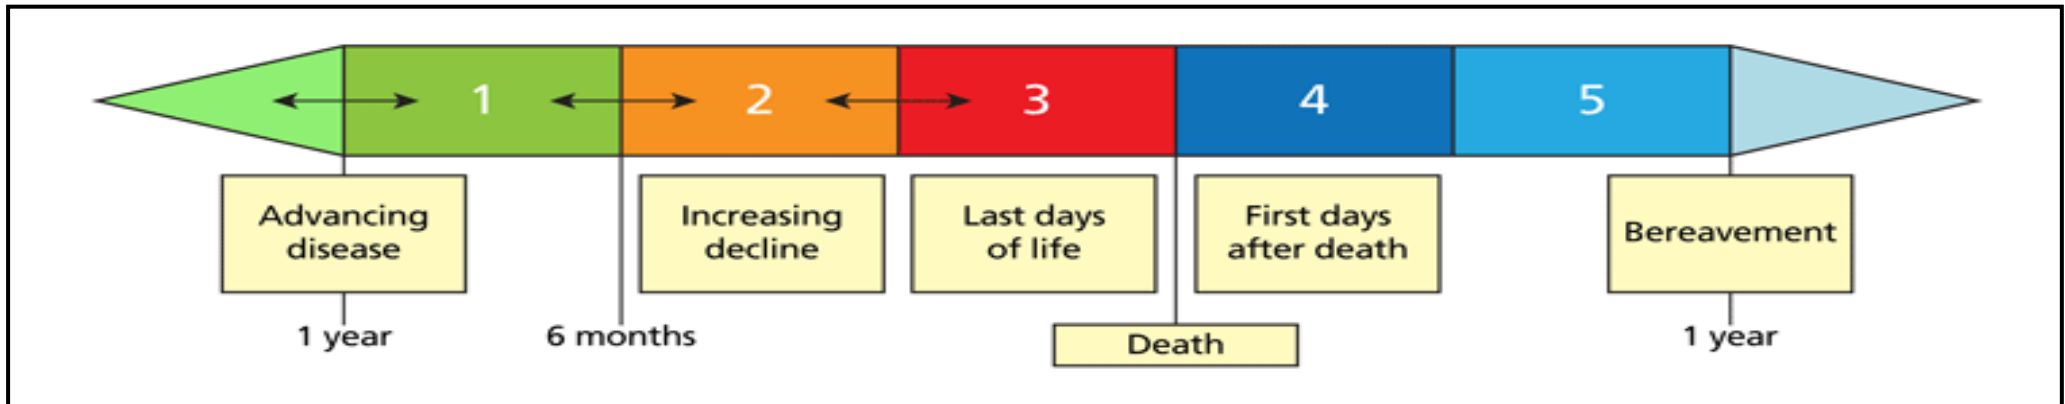 1
2
3
4
5
Advancing
disease
Increasing
decline
Last days
of life
First days
after death
Bereavement
1 year
6 months
Death
1 year